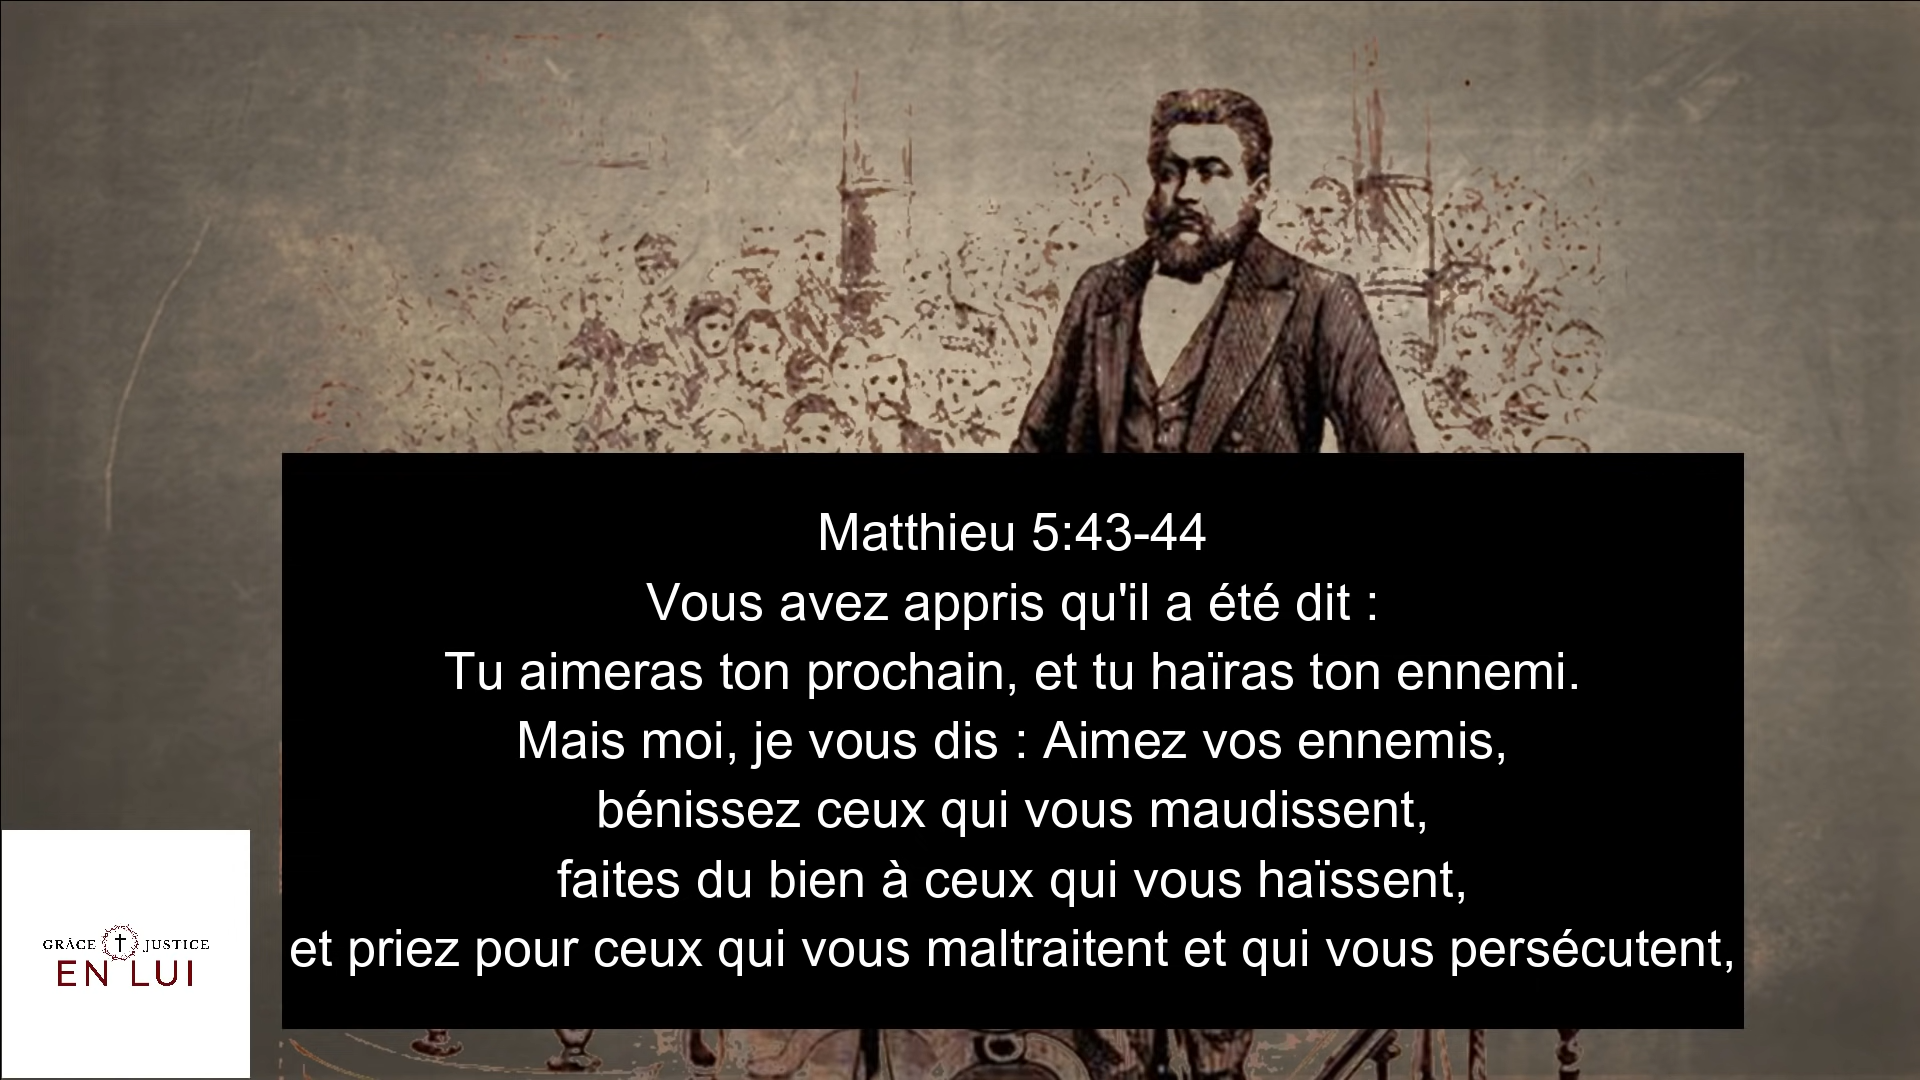 Matthieu 5:43-44
Vous avez appris qu'il a été dit :
Tu aimeras ton prochain, et tu haïras ton ennemi.
Mais moi, je vous dis : Aimez vos ennemis,
bénissez ceux qui vous maudissent,
faites du bien à ceux qui vous haïssent,
et priez pour ceux qui vous maltraitent et qui vous persécutent,
GRÂCE JUSTICE
EN LUI